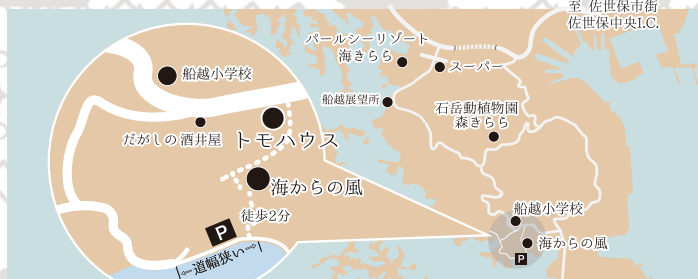 至 佐世保市街
佐世保中央I.C.
パールシーリゾート
海きらら
スーパー
船越展望所
石岳動植物園
森きらら
船越小学校
海からの風
P
船越小学校
だがしの酒井屋
トモハウス
海からの風
徒歩2分
P
←道幅狭い→